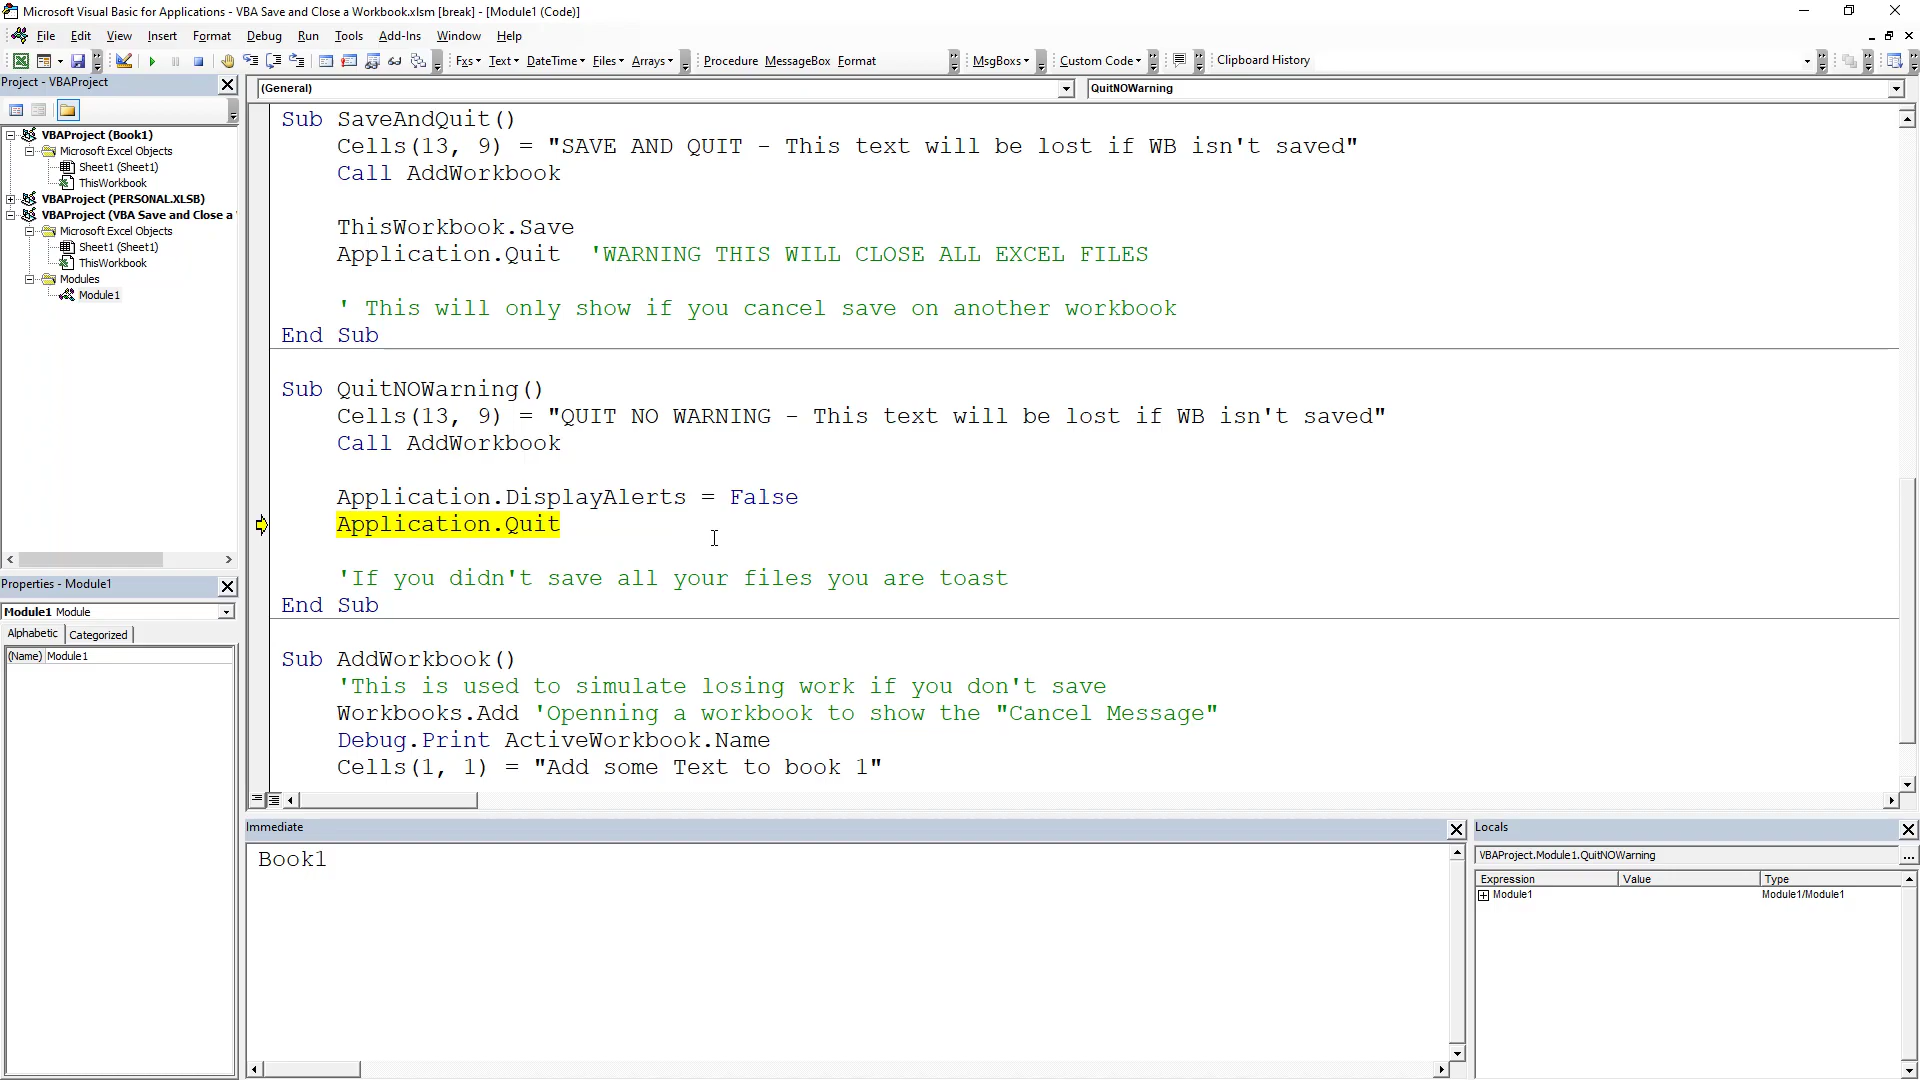 Microsoft Visual Basic for Applications - VBA Save and Close a Workbook.xlsm [break] - [Module1 (Code)]
File Edit View Insert Format Debug Run Tools Add-Ins Window Help
Fxs Text DateTime Files Arrays Procedure MessageBox Format MsgBoxs Custom Code Clipboard History
Project - VBAProject
VBAProject (Book1)
Microsoft Excel Objects
Sheet1 (Sheet1)
ThisWorkbook
VBAProject (PERSONAL.XLSB)
VBAProject (VBA Save and Close a
Microsoft Excel Objects
Sheet1 (Sheet1)
ThisWorkbook
Modules
Module1
Properties - Module1
Module1 Module
Alphabetic Categorized
(Name) Module1
(General) QuitNOWarning
Sub SaveAndQuit()
Cells(13, 9) = "SAVE AND QUIT - This text will be lost if WB isn't saved"
Call AddWorkbook
ThisWorkbook.Save
Application.Quit 'WARNING THIS WILL CLOSE ALL EXCEL FILES
' This will only show if you cancel save on another workbook
End Sub
Sub QuitNOWarning()
Cells(13, 9) = "QUIT NO WARNING - This text will be lost if WB isn't saved"
Call AddWorkbook
Application.DisplayAlerts = False
Application.Quit
'If you didn't save all your files you are toast
End Sub
Sub AddWorkbook()
'This is used to simulate losing work if you don't save
Workbooks.Add 'Openning a workbook to show the "Cancel Message"
Debug.Print ActiveWorkbook.Name
Cells(1, 1) = "Add some Text to book 1"
Immediate
Book1
Locals
VBAProject.Module1.QuitNOWarning
...
Expression Value Type
Module1 Module1/Module1